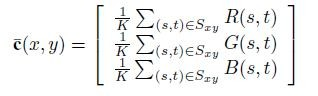 c̄(x, y) = [ 1/K ∑_{(s,t)∈S_{xy}} R(s, t)
1/K ∑_{(s,t)∈S_{xy}} G(s, t)
1/K ∑_{(s,t)∈S_{xy}} B(s, t) ]